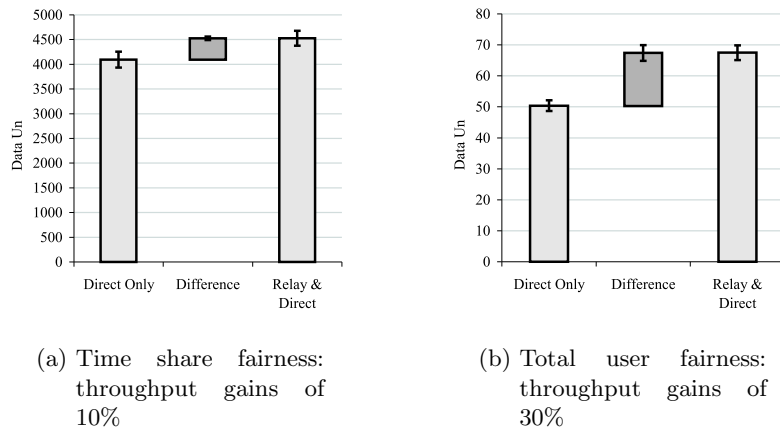 5000
4500
4000
3500
3000
2500
2000
1500
1000
500
0
Data Un
Direct Only
Difference
Relay &
Direct
(a) Time share fairness:
throughput gains of
10%
80
70
60
50
40
30
20
10
0
Data Un
Direct Only
Difference
Relay &
Direct
(b) Total user fairness:
throughput gains of
30%